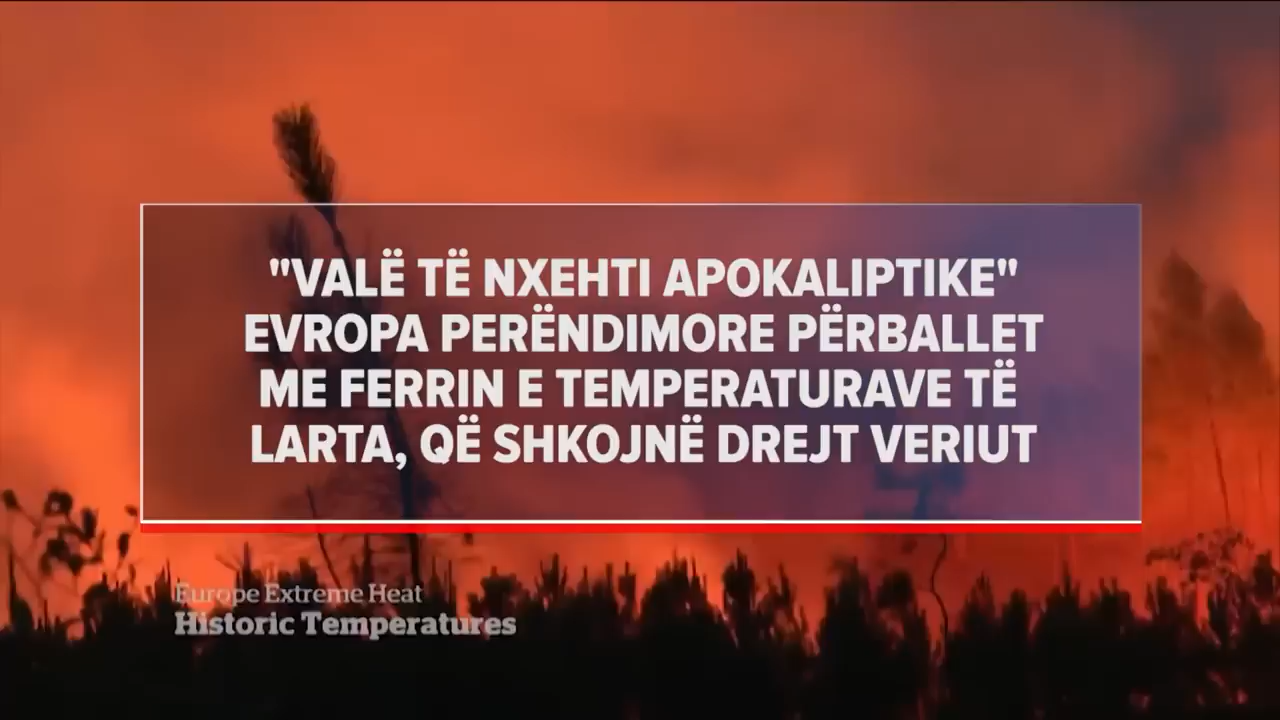 "VALË TË NXEHTI APOKALIPTIKE"
EVROPA PERËNDIMORE PËRBALLET
ME FERRIN E TEMPERATURAVE TË
LARTA, QË SHKOJNË DREJT VERIUT
Europe Extreme Heat
Historic Temperatures